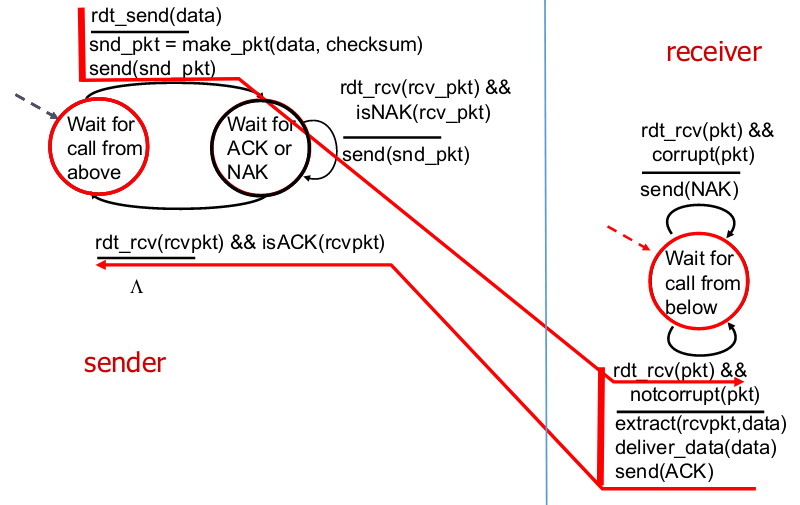 rdt_send(data)
snd_pkt = make_pkt(data, checksum)
send(snd_pkt)
Wait for
call from
above
Wait for
ACK or
NAK
rdt_rcv(rcv_pkt) &&
isNAK(rcv_pkt)
send(snd_pkt)
rdt_rcv(rcvpkt) && isACK(rcvpkt)
Λ
sender
receiver
rdt_rcv(pkt) &&
corrupt(pkt)
send(NAK)
Wait for
call from
below
rdt_rcv(pkt) &&
notcorrupt(pkt)
extract(rcvpkt,data)
deliver_data(data)
send(ACK)